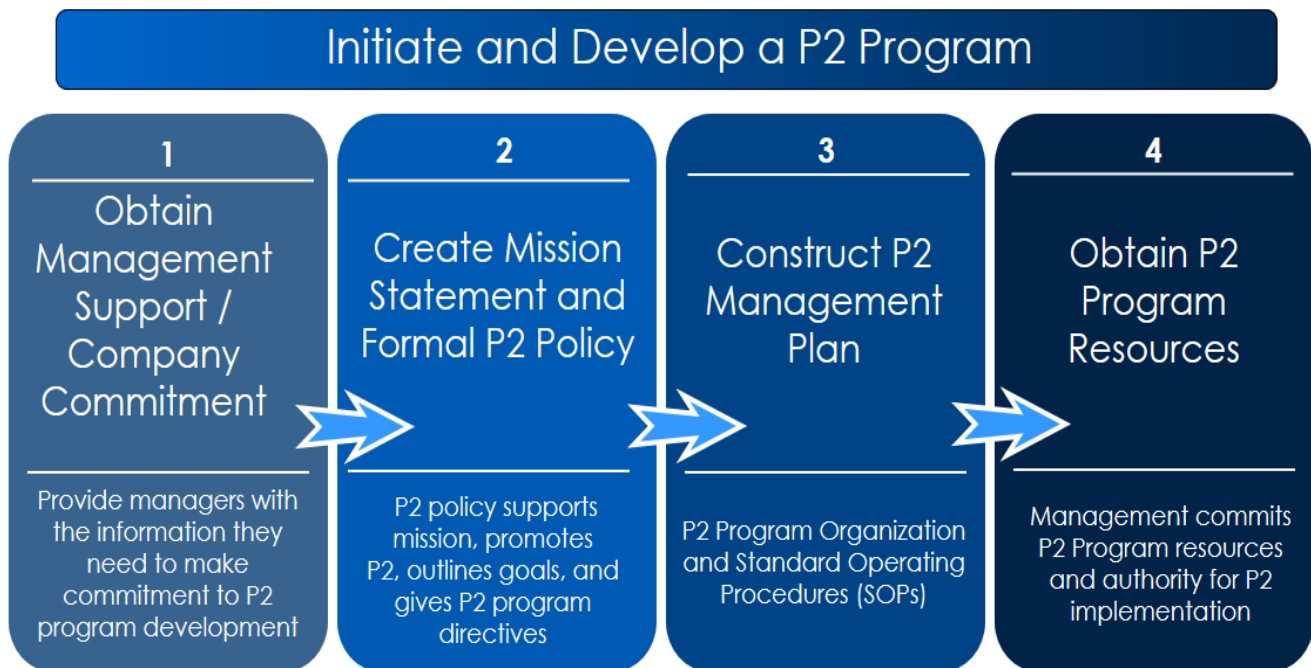 Initiate and Develop a P2 Program
1
Obtain
Management
Support /
Company
Commitment
Provide managers with
the information they
need to make
commitment to P2
program development
2
Create Mission
Statement and
Formal P2 Policy
P2 policy supports
mission, promotes
P2, outlines goals, and
gives P2 program
directives
3
Construct P2
Management
Plan
P2 Program Organization
and Standard Operating
Procedures (SOPs)
4
Obtain P2
Program
Resources
Management commits
P2 Program resources
and authority for P2
implementation